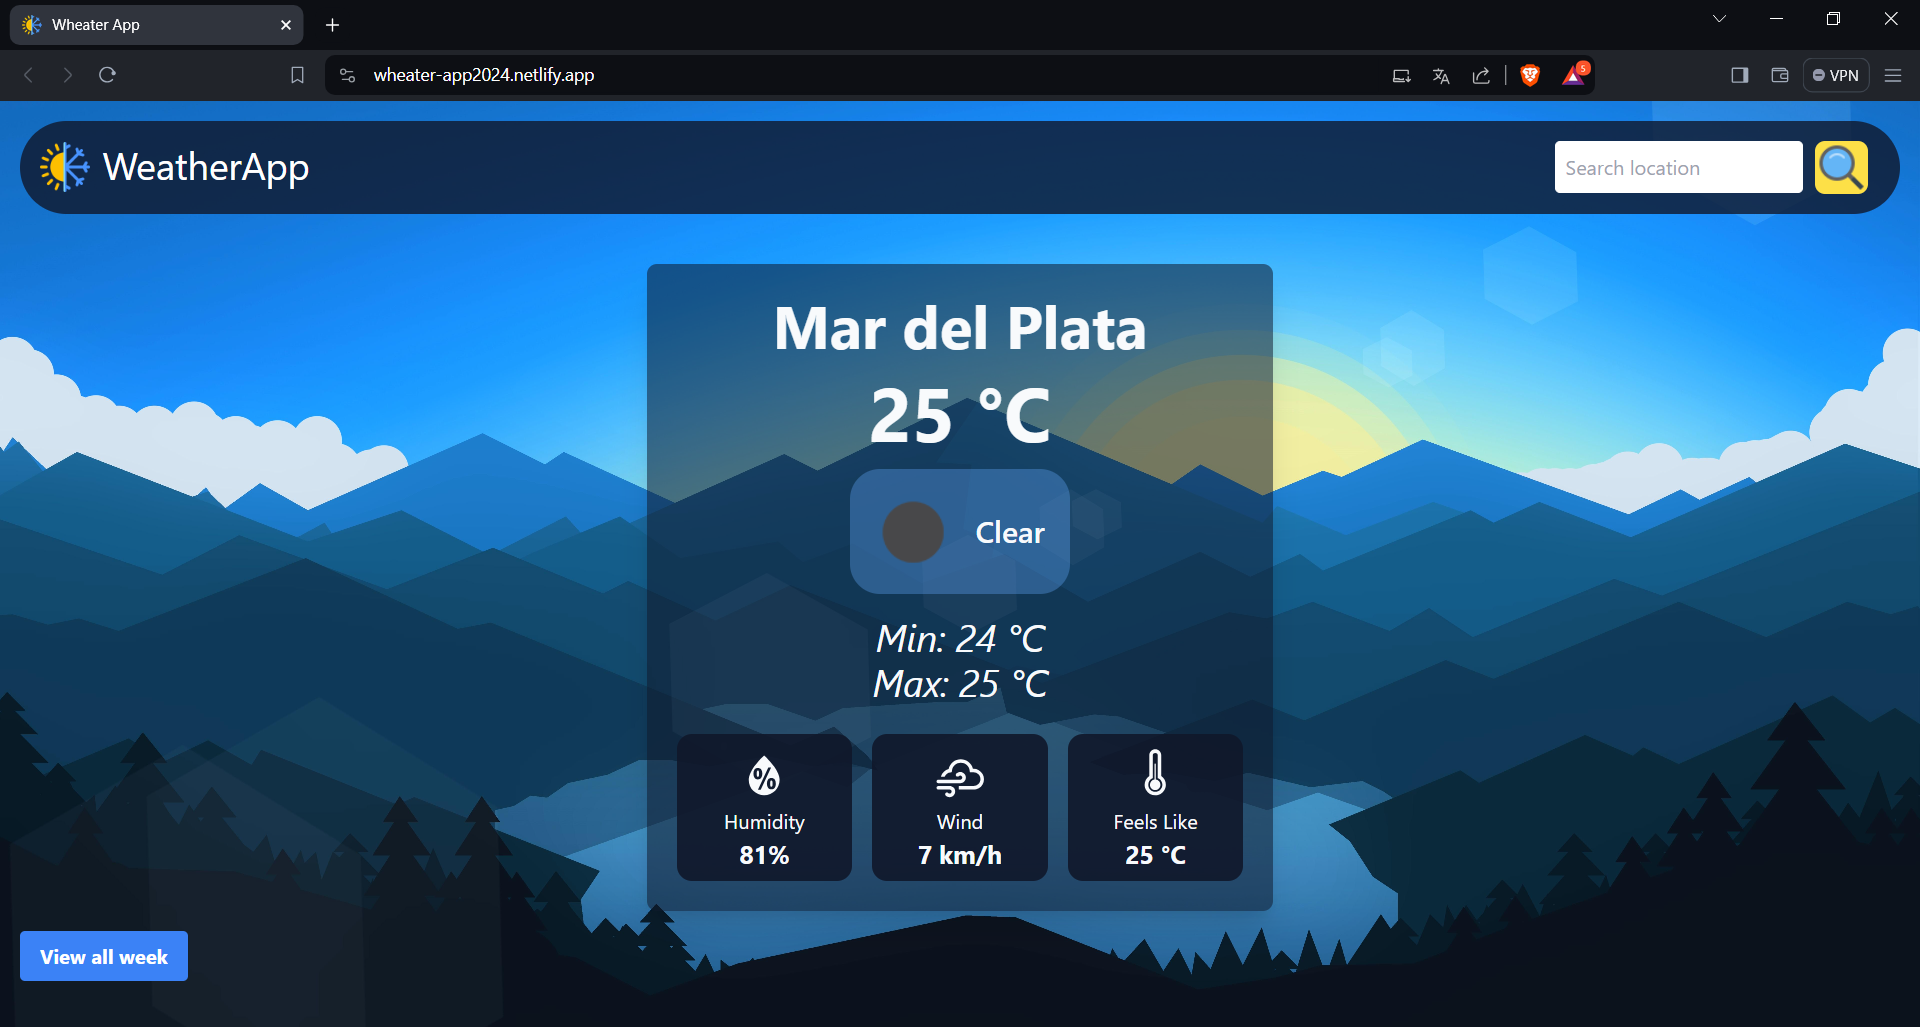 Wheater App
wheater-app2024.netlify.app
5
VPN
WeatherApp
Search location
Mar del Plata
25 °C
Clear
Min: 24 °C
Max: 25 °C
%
Humidity
81%
Wind
7 km/h
Feels Like
25 °C
View all week